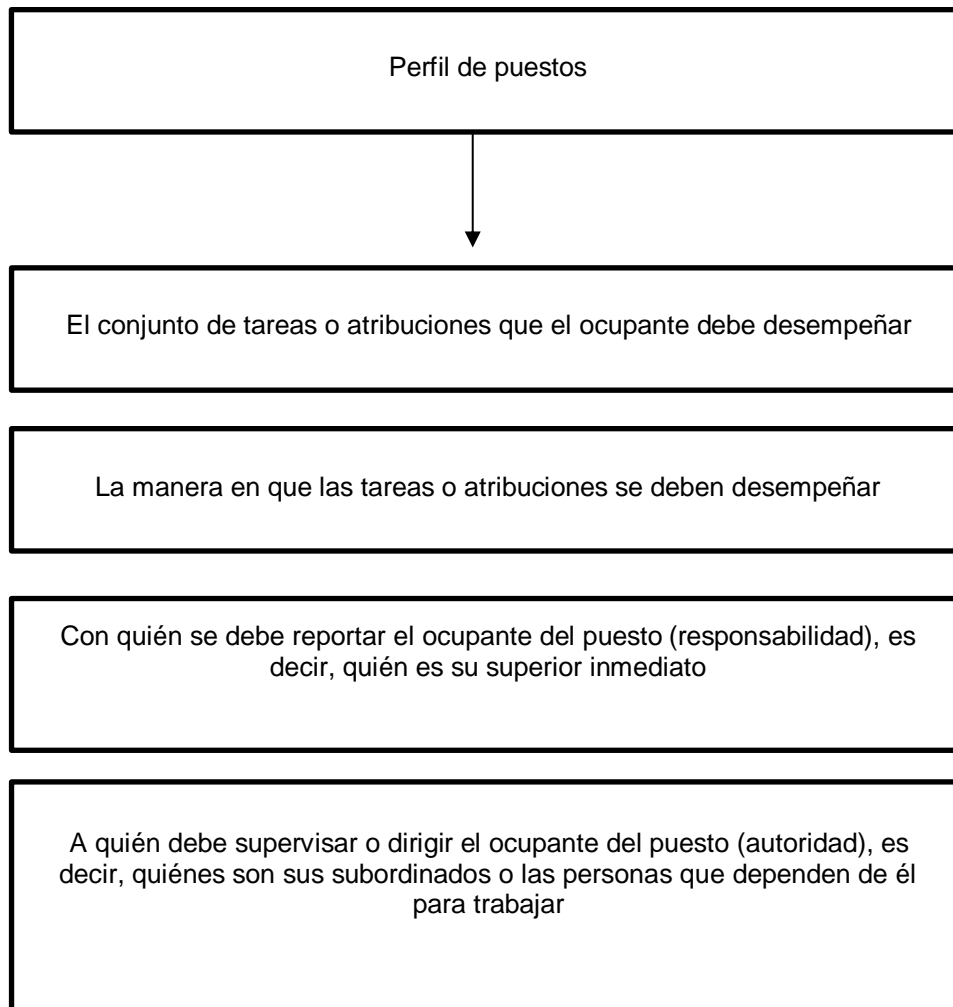 Perfil de puestos
El conjunto de tareas o atribuciones que el ocupante debe desempeñar
La manera en que las tareas o atribuciones se deben desempeñar
Con quién se debe reportar el ocupante del puesto (responsabilidad), es
decir, quién es su superior inmediato
A quién debe supervisar o dirigir el ocupante del puesto (autoridad), es
decir, quiénes son sus subordinados o las personas que dependen de él
para trabajar